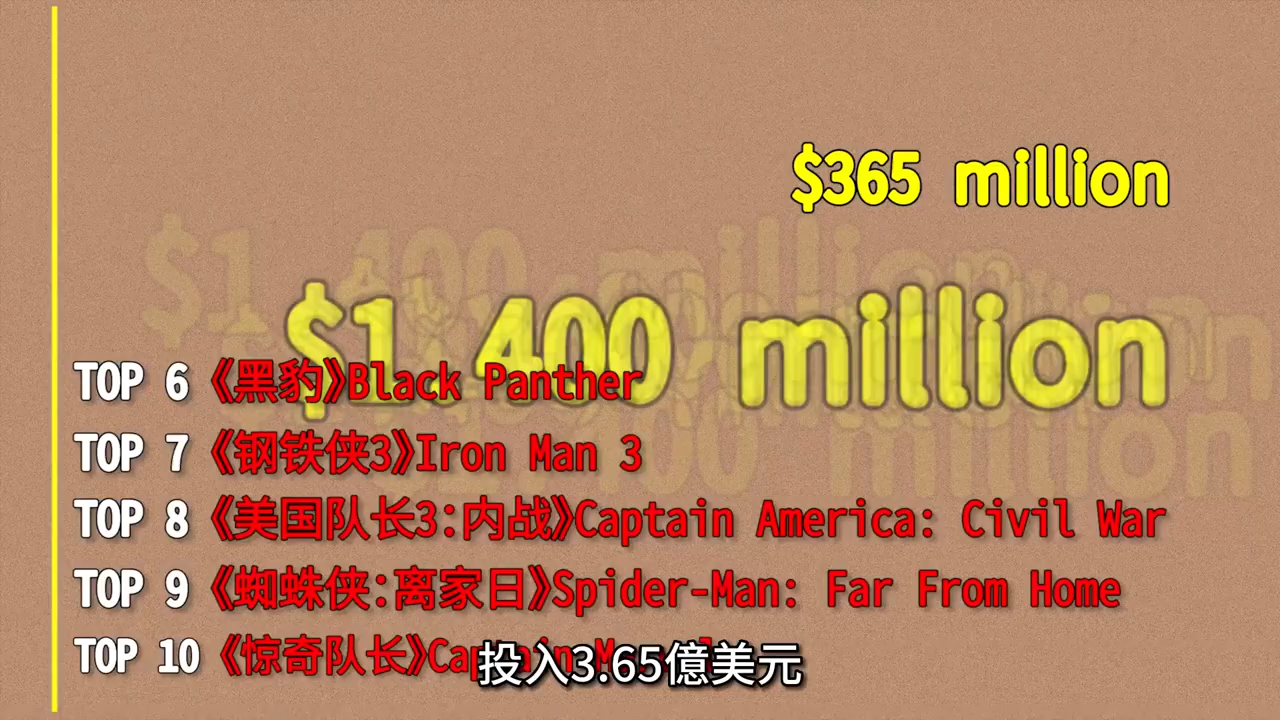 $365 million
$1.400 million
TOP 6 《黑豹》Black Panther
TOP 7 《钢铁侠3》Iron Man 3
TOP 8 《美国队长3:内战》Captain America: Civil War
TOP 9 《蜘蛛侠:离家日》Spider-Man: Far From Home
TOP 10 《惊奇队长》Captain
投入3.65億美元